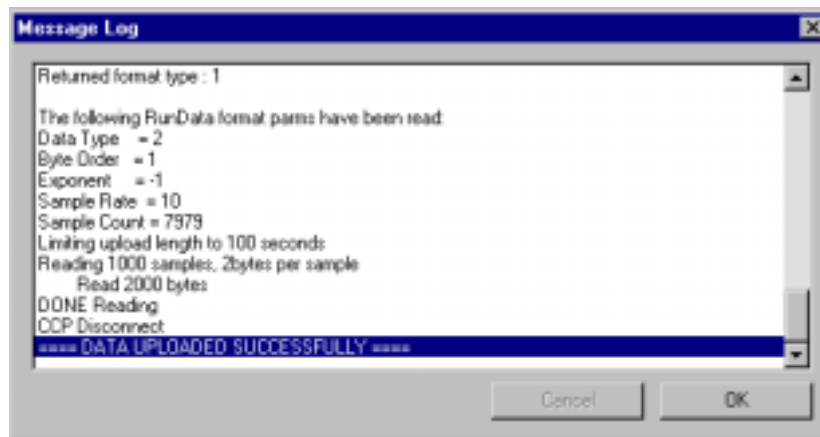 Message Log
Returned format type : 1
The following RunData format parms have been read:
Data Type = 2
Byte Order = 1
Exponent = -1
Sample Rate = 10
Sample Count = 7979
Limiting upload length to 100 seconds
Reading 1000 samples, 2bytes per sample
Read 2000 bytes
DONE Reading
CCP Disconnect
==== DATA UPLOADED SUCCESSFULLY ====
Cancel
OK